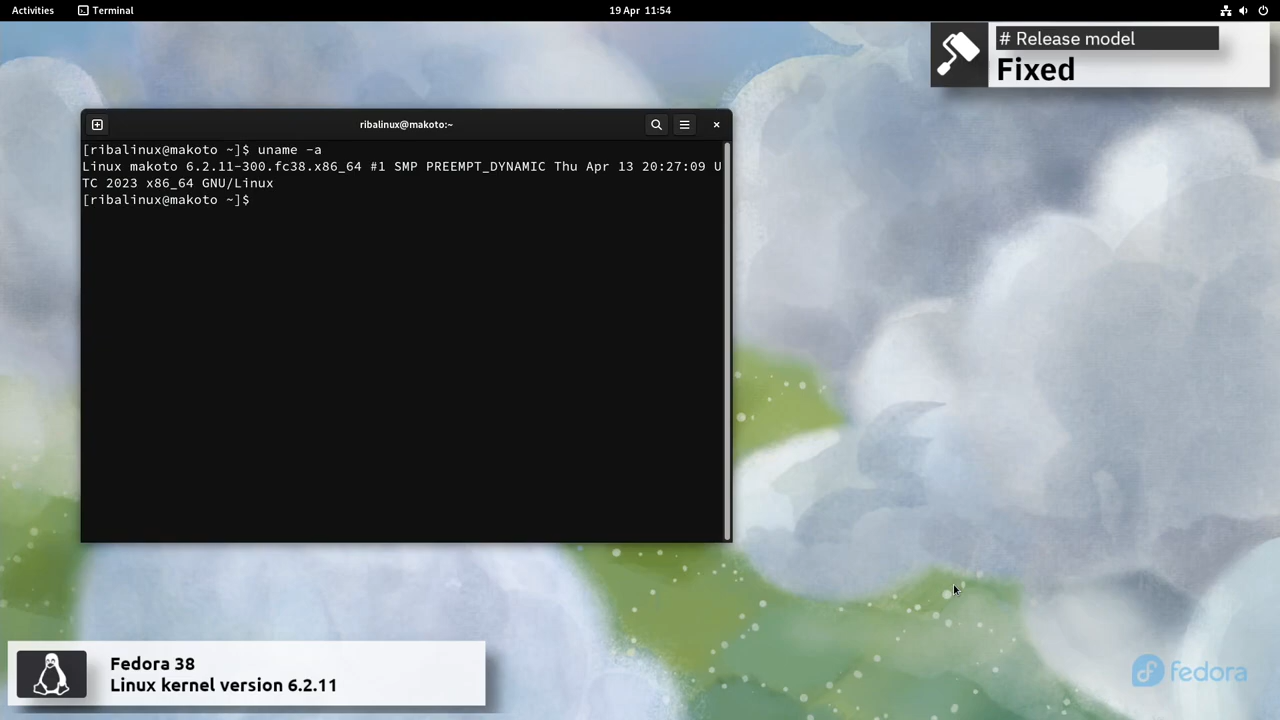 Activities Terminal 19 Apr 11:54
# Release model
Fixed
ribalinux@makoto:~
[ribalinux@makoto ~]$ uname -a
Linux makoto 6.2.11-300.fc38.x86_64 #1 SMP PREEMPT_DYNAMIC Thu Apr 13 20:27:09 U
TC 2023 x86_64 GNU/Linux
[ribalinux@makoto ~]$
Fedora 38
Linux kernel version 6.2.11
fedora